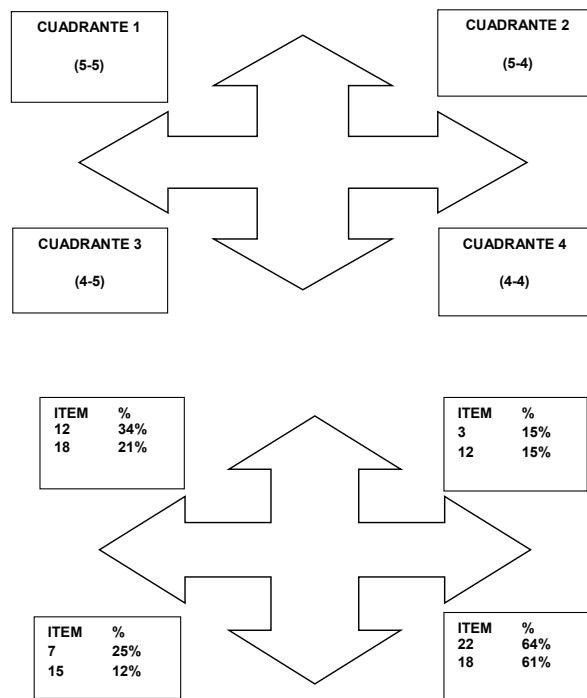 CUADRANTE 1
(5-5)
CUADRANTE 2
(5-4)
CUADRANTE 3
(4-5)
CUADRANTE 4
(4-4)
ITEM %
12 34%
18 21%
ITEM %
3 15%
12 15%
ITEM %
7 25%
15 12%
ITEM %
22 64%
18 61%